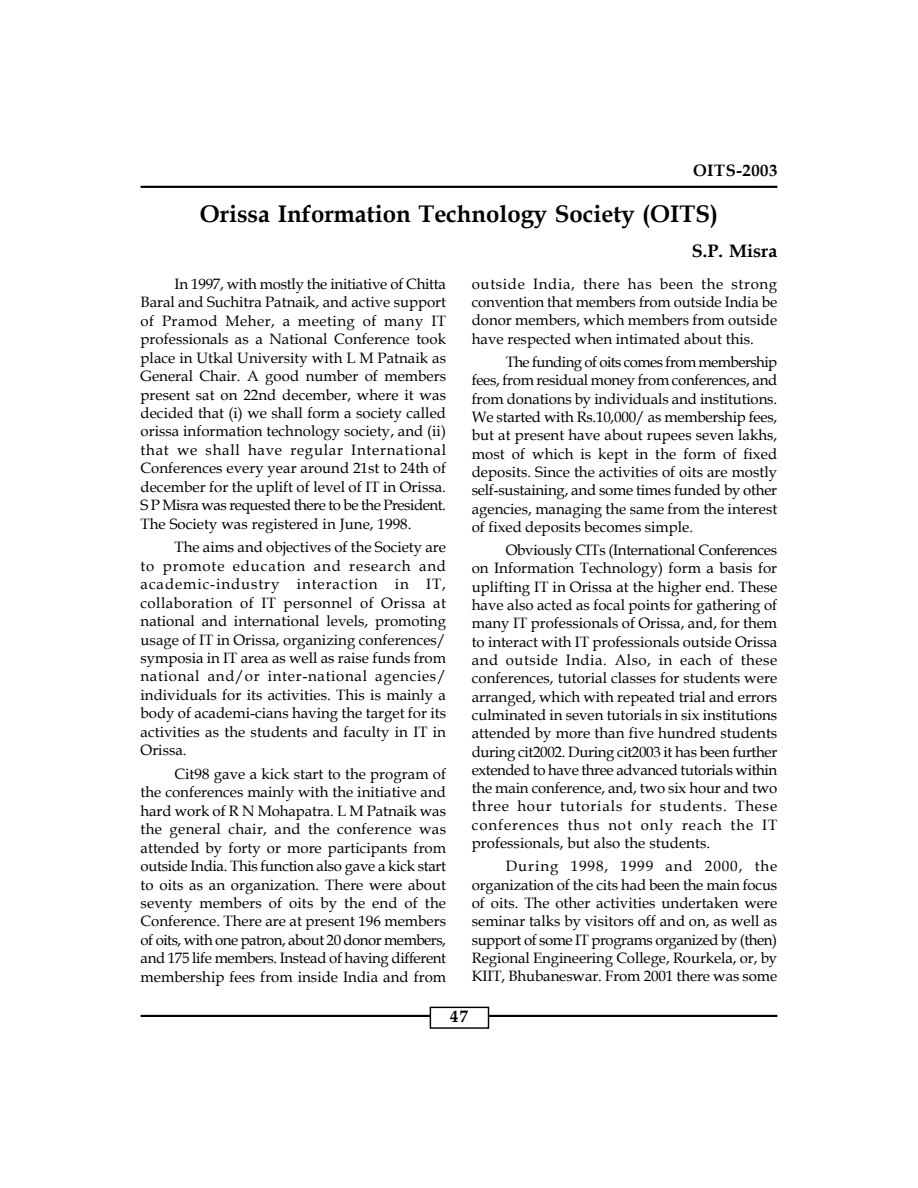 OITS-2003
Orissa Information Technology Society (OITS)
S.P. Misra
In 1997, with mostly the initiative of Chitta
Baral and Suchitra Patnaik, and active support
of Pramod Meher, a meeting of many IT
professionals as a National Conference took
place in Utkal University with L M Patnaik as
General Chair. A good number of members
present sat on 22nd december, where it was
decided that (i) we shall form a society called
orissa information technology society, and (ii)
that we shall have regular International
Conferences every year around 21st to 24th of
december for the uplift of level of IT in Orissa.
S P Misra was requested there to be the President.
The Society was registered in June, 1998.
The aims and objectives of the Society are
to promote education and research and
academic-industry interaction in IT,
collaboration of IT personnel of Orissa at
national and international levels, promoting
usage of IT in Orissa, organizing conferences/
symposia in IT area as well as raise funds from
national and/or inter-national agencies/
individuals for its activities. This is mainly a
body of academi-cians having the target for its
activities as the students and faculty in IT in
Orissa.
Cit98 gave a kick start to the program of
the conferences mainly with the initiative and
hard work of R N Mohapatra. L M Patnaik was
the general chair, and the conference was
attended by forty or more participants from
outside India. This function also gave a kick start
to oits as an organization. There were about
seventy members of oits by the end of the
Conference. There are at present 196 members
of oits, with one patron, about 20 donor members,
and 175 life members. Instead of having different
membership fees from inside India and from
outside India, there has been the strong
convention that members from outside India be
donor members, which members from outside
have respected when intimated about this.
The funding of oits comes from membership
fees, from residual money from conferences, and
from donations by individuals and institutions.
We started with Rs.10,000/ as membership fees,
but at present have about rupees seven lakhs,
most of which is kept in the form of fixed
deposits. Since the activities of oits are mostly
self-sustaining, and some times funded by other
agencies, managing the same from the interest
of fixed deposits becomes simple.
Obviously CITs (International Conferences
on Information Technology) form a basis for
uplifting IT in Orissa at the higher end. These
have also acted as focal points for gathering of
many IT professionals of Orissa, and, for them
to interact with IT professionals outside Orissa
and outside India. Also, in each of these
conferences, tutorial classes for students were
arranged, which with repeated trial and errors
culminated in seven tutorials in six institutions
attended by more than five hundred students
during cit2002. During cit2003 it has been further
extended to have three advanced tutorials within
the main conference, and, two six hour and two
three hour tutorials for students. These
conferences thus not only reach the IT
professionals, but also the students.
During 1998, 1999 and 2000, the
organization of the cits had been the main focus
of oits. The other activities undertaken were
seminar talks by visitors off and on, as well as
support of some IT programs organized by (then)
Regional Engineering College, Rourkela, or, by
KIIT, Bhubaneswar. From 2001 there was some
47